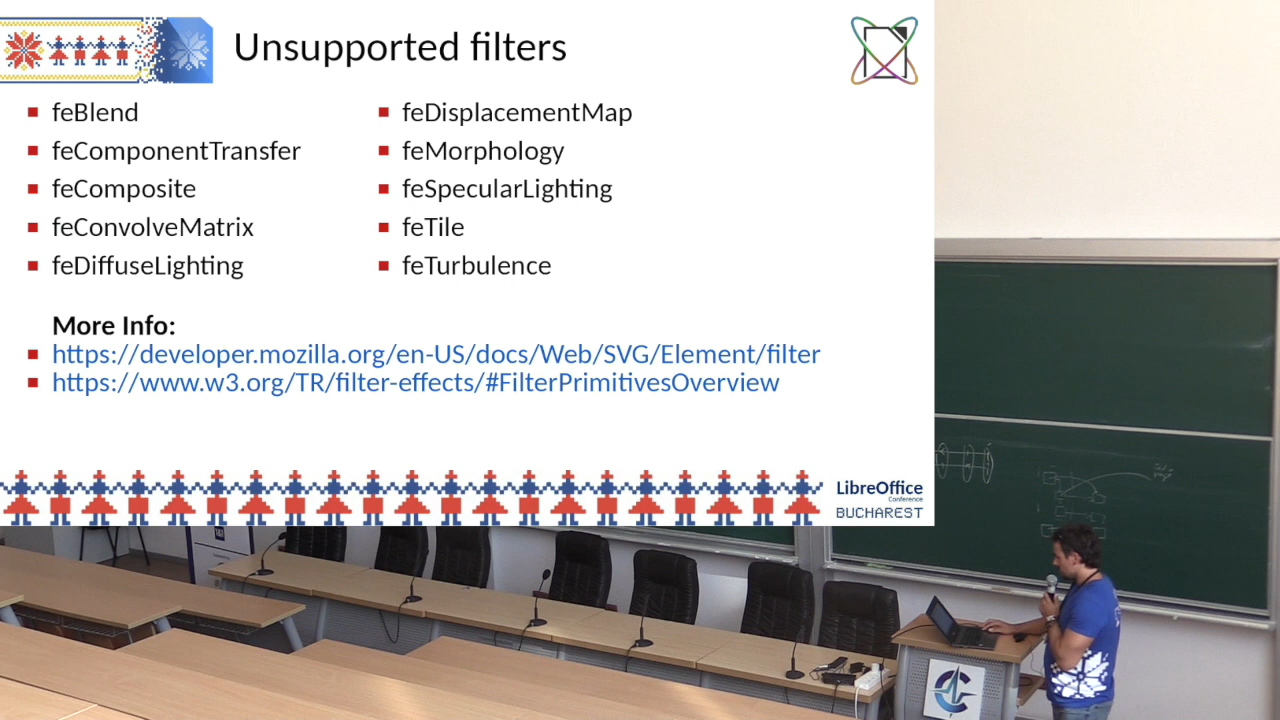 Unsupported filters
feBlend
feComponentTransfer
feComposite
feConvolveMatrix
feDiffuseLighting
feDisplacementMap
feMorphology
feSpecularLighting
feTile
feTurbulence
More Info:
https://developer.mozilla.org/en-US/docs/Web/SVG/Element/filter
https://www.w3.org/TR/filter-effects/#FilterPrimitivesOverview
LibreOffice
Conference
BUCHAREST